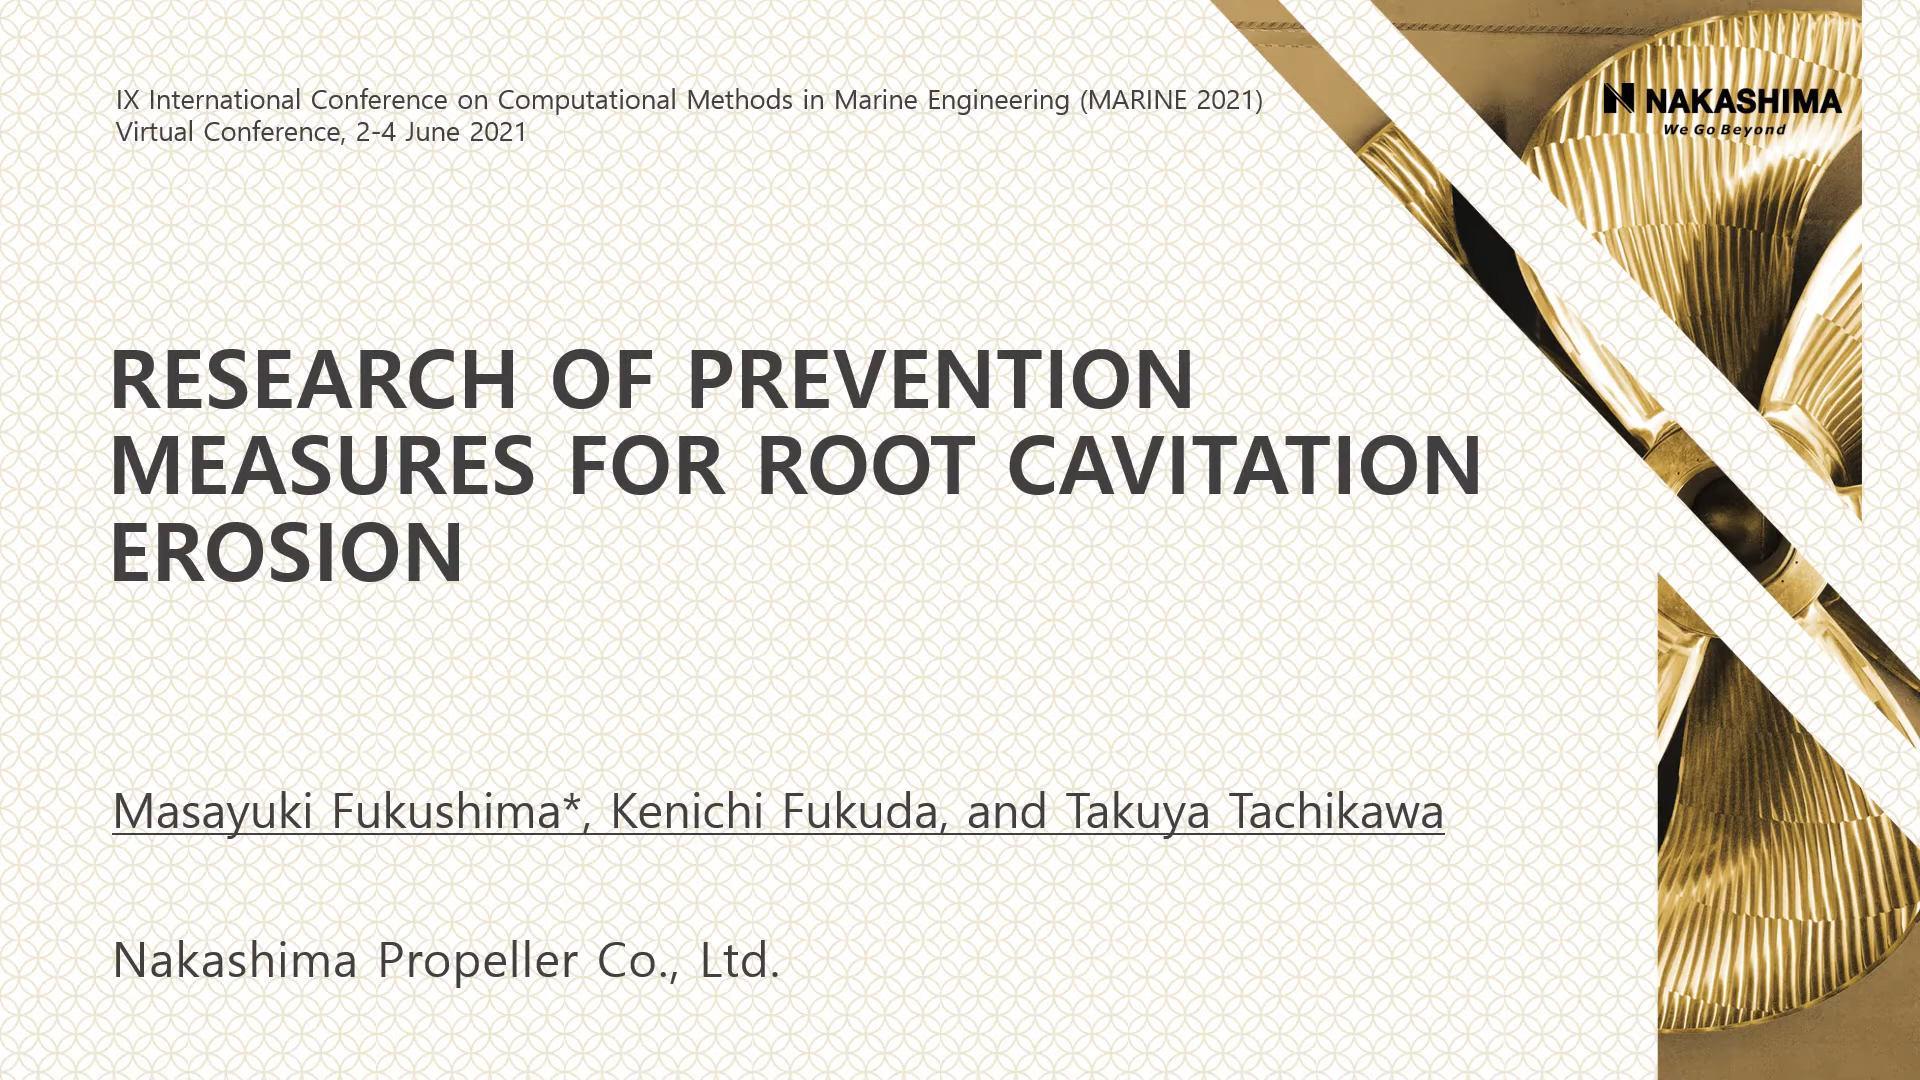 IX International Conference on Computational Methods in Marine Engineering (MARINE 2021)
Virtual Conference, 2-4 June 2021
NAKASHIMA
We Go Beyond
RESEARCH OF PREVENTION
MEASURES FOR ROOT CAVITATION
EROSION
Masayuki Fukushima*, Kenichi Fukuda, and Takuya Tachikawa
Nakashima Propeller Co., Ltd.